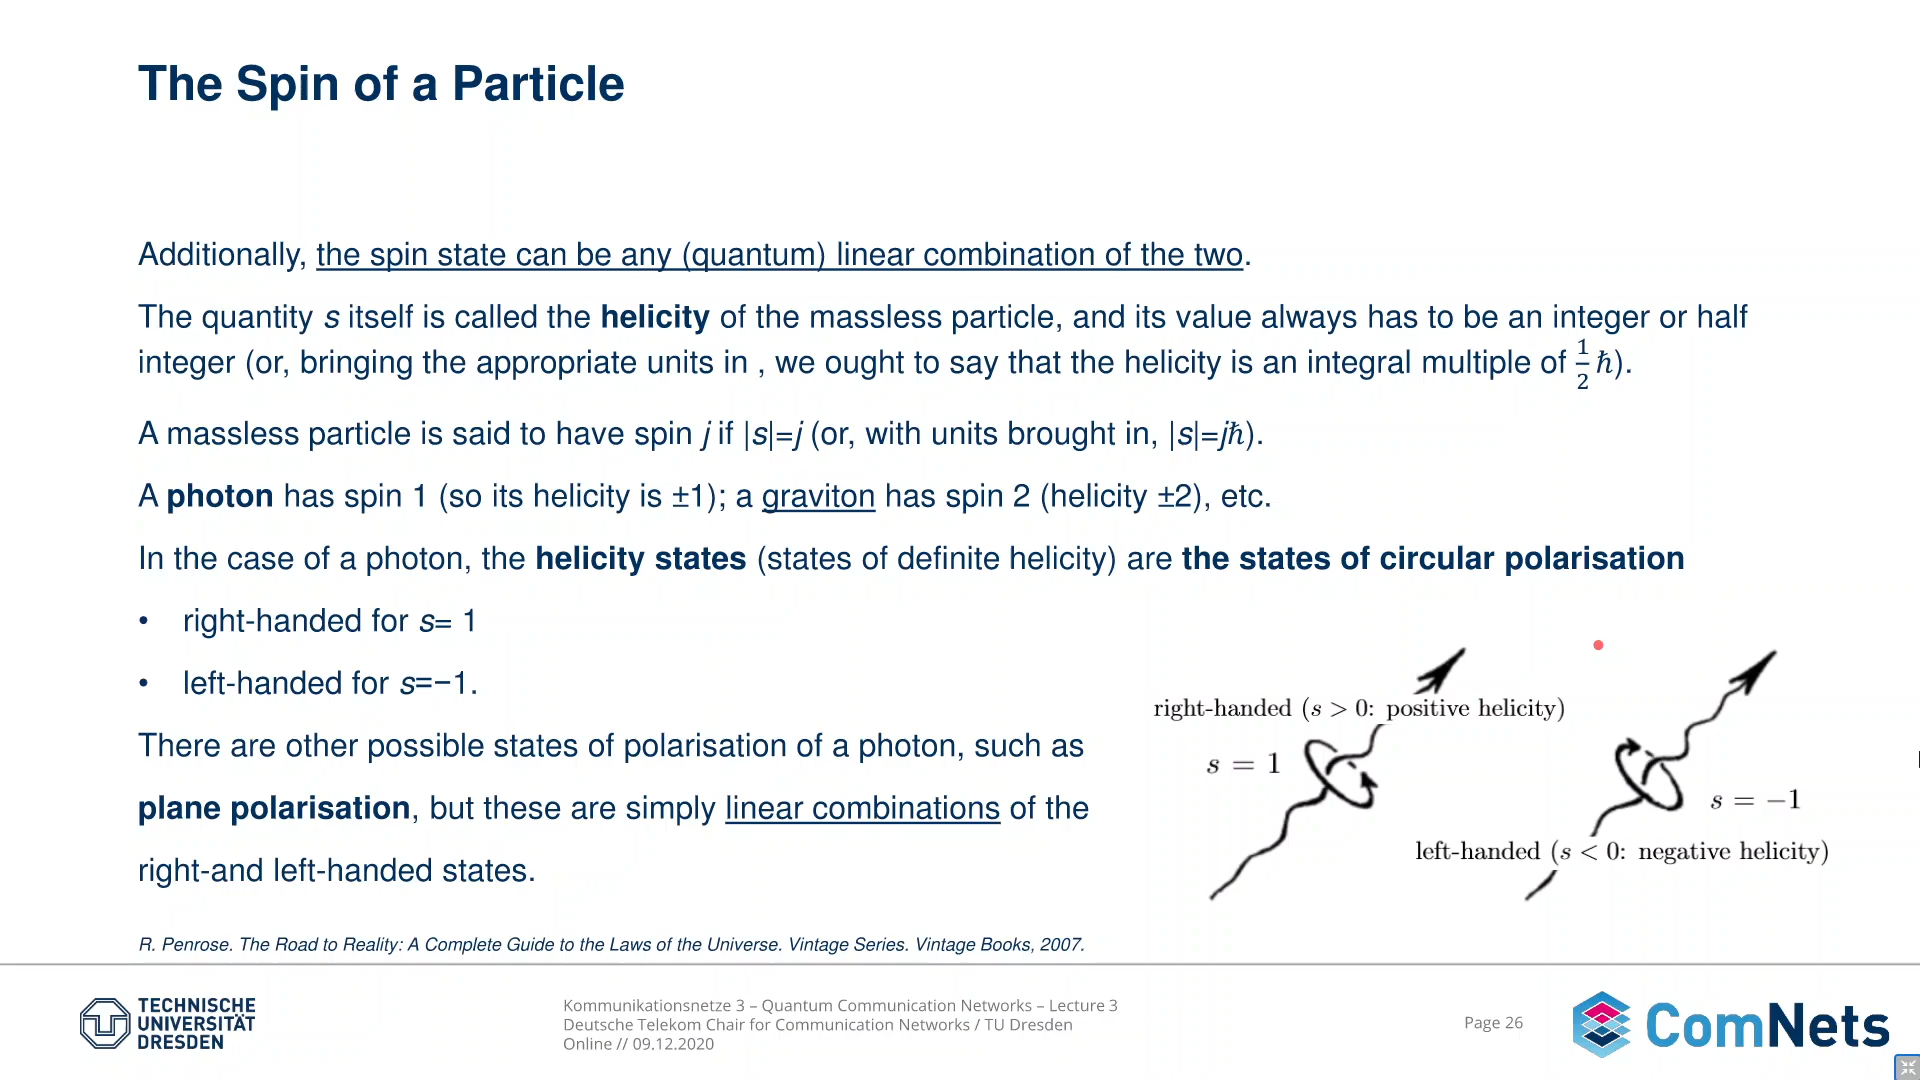 The Spin of a Particle
Additionally, the spin state can be any (quantum) linear combination of the two.
The quantity s itself is called the helicity of the massless particle, and its value always has to be an integer or half
integer (or, bringing the appropriate units in , we ought to say that the helicity is an integral multiple of 1/2 ℏ).
A massless particle is said to have spin j if |s|=j (or, with units brought in, |s|=jℏ).
A photon has spin 1 (so its helicity is ±1); a graviton has spin 2 (helicity ±2), etc.
In the case of a photon, the helicity states (states of definite helicity) are the states of circular polarisation
• right-handed for s= 1
• left-handed for s=−1.
There are other possible states of polarisation of a photon, such as
plane polarisation, but these are simply linear combinations of the
right-and left-handed states.
right-handed (s > 0: positive helicity)
s = 1
s = −1
left-handed (s < 0: negative helicity)
R. Penrose. The Road to Reality: A Complete Guide to the Laws of the Universe. Vintage Series. Vintage Books, 2007.
TECHNISCHE
UNIVERSITÄT
DRESDEN
Kommunikationsnetze 3 – Quantum Communication Networks – Lecture 3
Deutsche Telekom Chair for Communication Networks / TU Dresden
Online // 09.12.2020
Page 26
ComNets